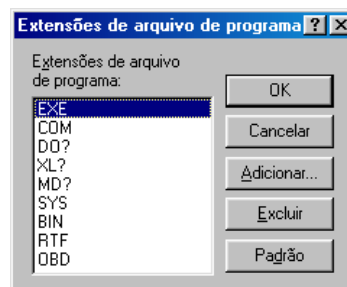 Extensões de arquivo de programa
Extensões de arquivo
de programa:
EXE
COM
DO?
XL?
MD?
SYS
BIN
RTF
OBD
OK
Cancelar
Adicionar...
Excluir
Padrão